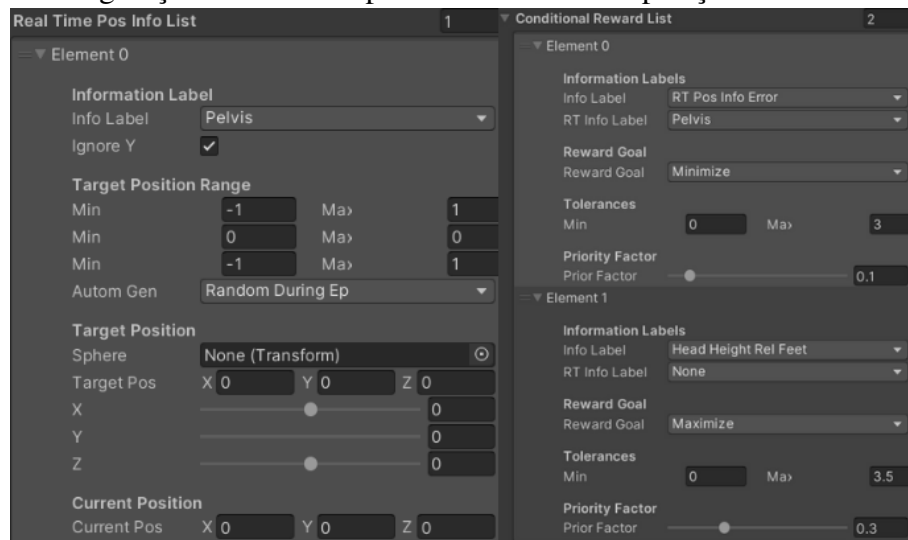 Real Time Pos Info List 1
Element 0
Information Label
Info Label Pelvis
Ignore Y
Target Position Range
Min -1 Max 1
Min 0 Max 0
Min -1 Max 1
Autom Gen Random During Ep
Target Position
Sphere None (Transform)
Target Pos X 0 Y 0 Z 0
X 0
Y 0
Z 0
Current Position
Current Pos X 0 Y 0 Z 0
Conditional Reward List 2
Element 0
Information Labels
Info Label RT Pos Info Error
RT Info Label Pelvis
Reward Goal
Reward Goal Minimize
Tolerances
Min 0 Max 3
Priority Factor
Prior Factor 0.1
Element 1
Information Labels
Info Label Head Height Rel Feet
RT Info Label None
Reward Goal
Reward Goal Maximize
Tolerances
Min 0 Max 3.5
Priority Factor
Prior Factor 0.3